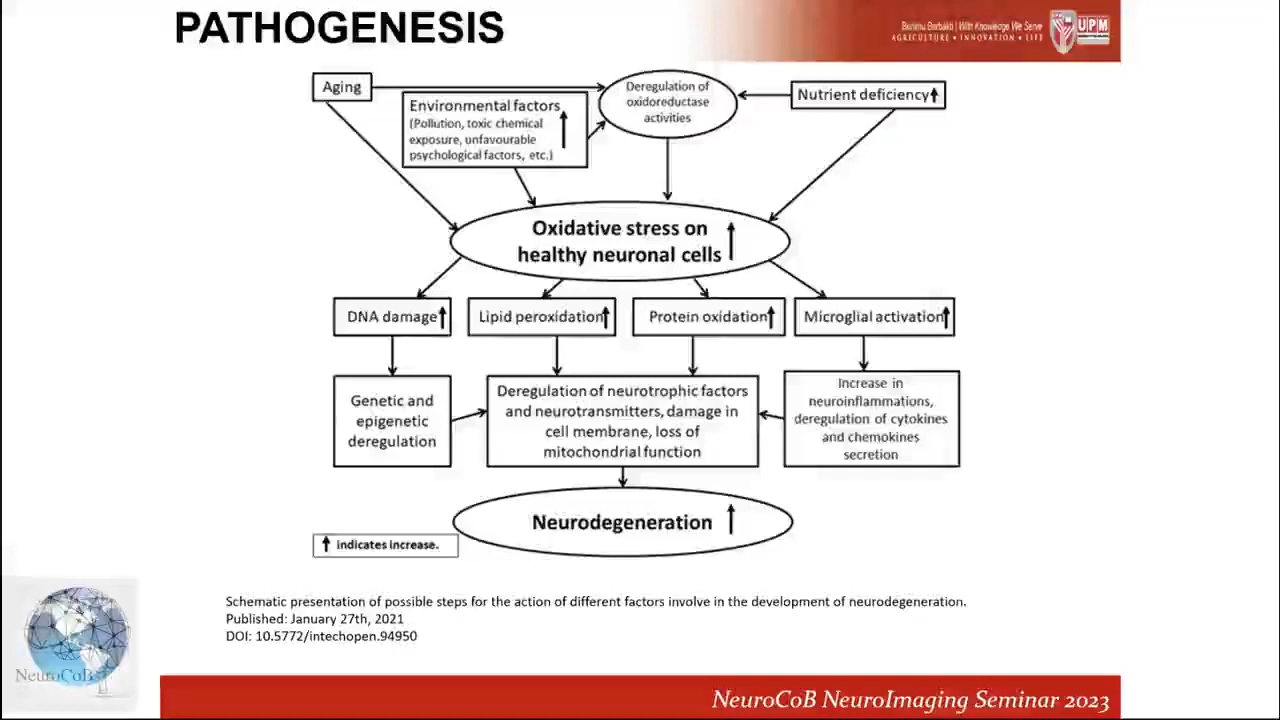 PATHOGENESIS
Berilmu Berbakti | With Knowledge We Serve
AGRICULTURE • INNOVATION • LIFE
UPM
Aging
Environmental factors
(Pollution, toxic chemical
exposure, unfavourable
psychological factors, etc.)
Deregulation of
oxidoreductase
activities
Nutrient deficiency
Oxidative stress on
healthy neuronal cells
DNA damage
Lipid peroxidation
Protein oxidation
Microglial activation
Genetic and
epigenetic
deregulation
Deregulation of neurotrophic factors
and neurotransmitters, damage in
cell membrane, loss of
mitochondrial function
Increase in
neuroinflammations,
deregulation of cytokines
and chemokines
secretion
Neurodegeneration
indicates increase.
Schematic presentation of possible steps for the action of different factors involve in the development of neurodegeneration.
Published: January 27th, 2021
DOI: 10.5772/intechopen.94950
NeuroCoB
NeuroCoB NeuroImaging Seminar 2023